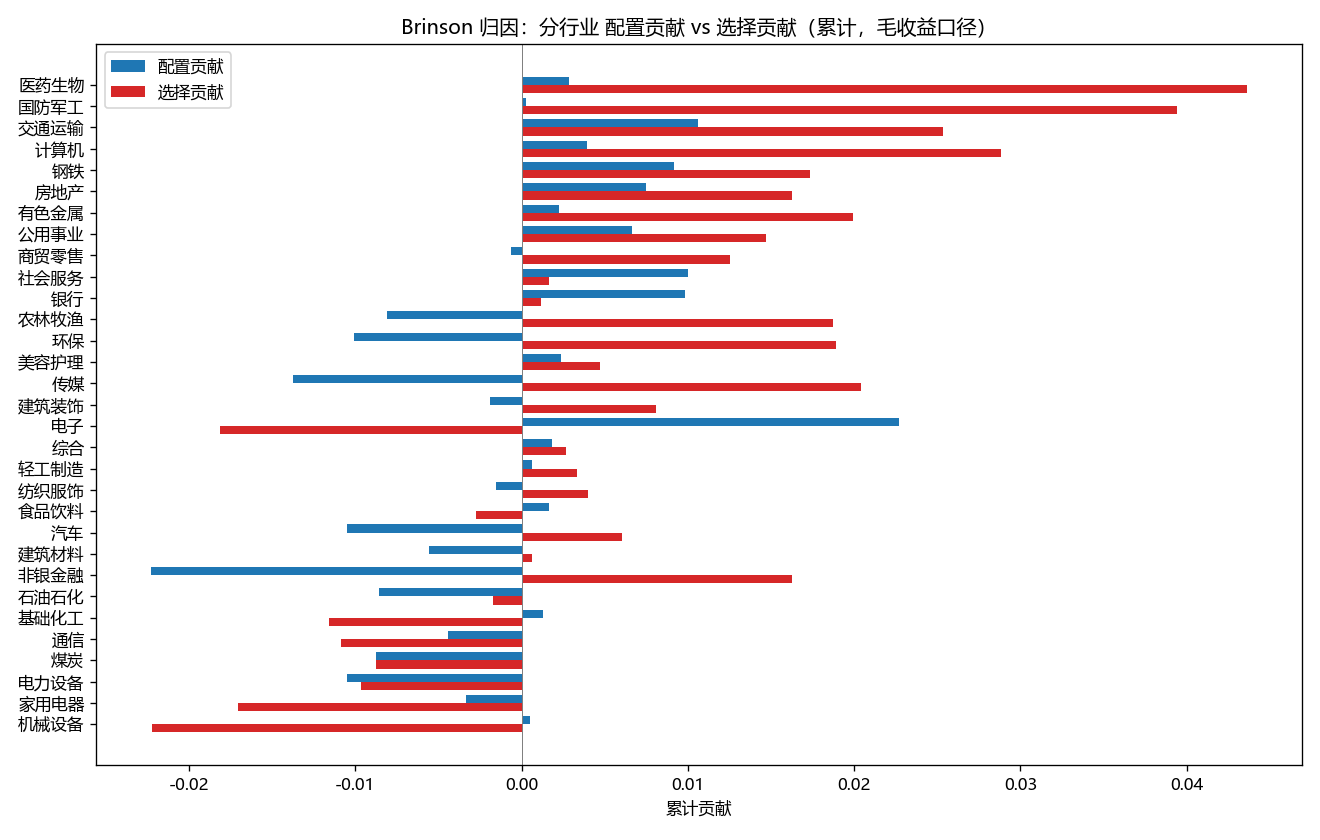 Brinson 归因：分行业 配置贡献 vs 选择贡献（累计，毛收益口径）
配置贡献
选择贡献
医药生物
国防军工
交通运输
计算机
钢铁
房地产
有色金属
公用事业
商贸零售
社会服务
银行
农林牧渔
环保
美容护理
传媒
建筑装饰
电子
综合
轻工制造
纺织服饰
食品饮料
汽车
建筑材料
非银金融
石油石化
基础化工
通信
煤炭
电力设备
家用电器
机械设备
-0.02 -0.01 0.00 0.01 0.02 0.03 0.04
累计贡献